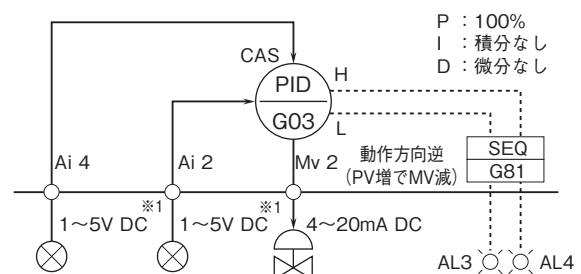 P：100%
I：積分なし
D：微分なし
CAS
PID
G03
H
L
Ai 4
Ai 2
Mv 2
動作方向逆
（PV増でMV減）
SEQ
G81
※1
※1
1～5V DC
1～5V DC
4～20mA DC
AL3
AL4